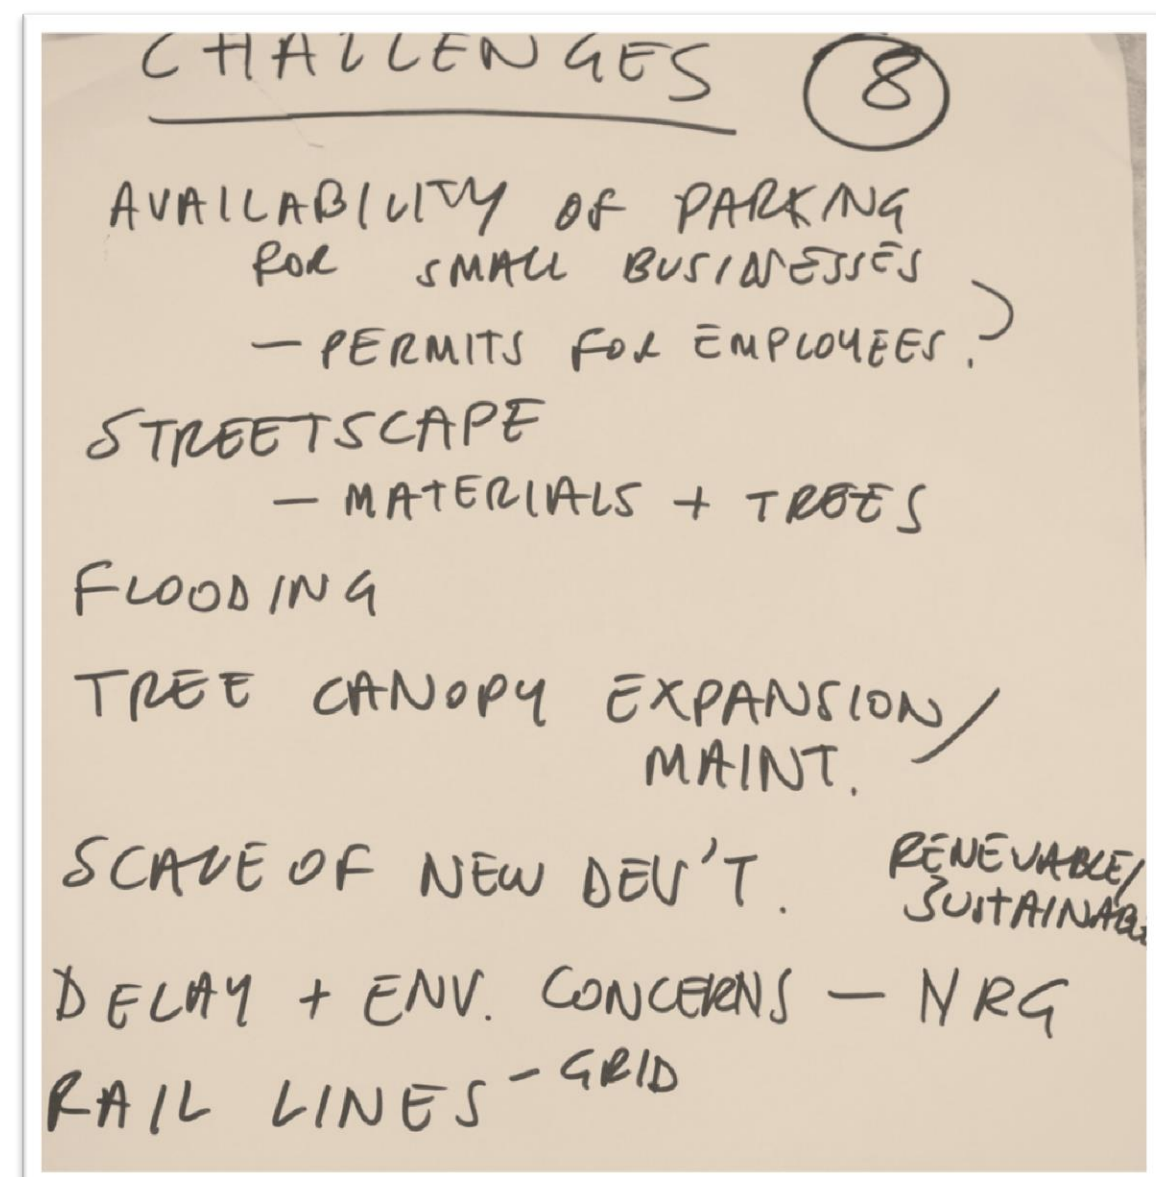 CHALLENGES 8
AVAILABILITY OF PARKING
FOR SMALL BUSINESSES
- PERMITS FOR EMPLOYEES.?
STREETSCAPE
- MATERIALS + TREES
FLOODING
TREE CANOPY EXPANSION/
MAINT.
SCALE OF NEW DEV'T.
RENEWABLE/
SUSTAINABLE
DELAY + ENV. CONCERNS - NRG
RAIL LINES - GRID